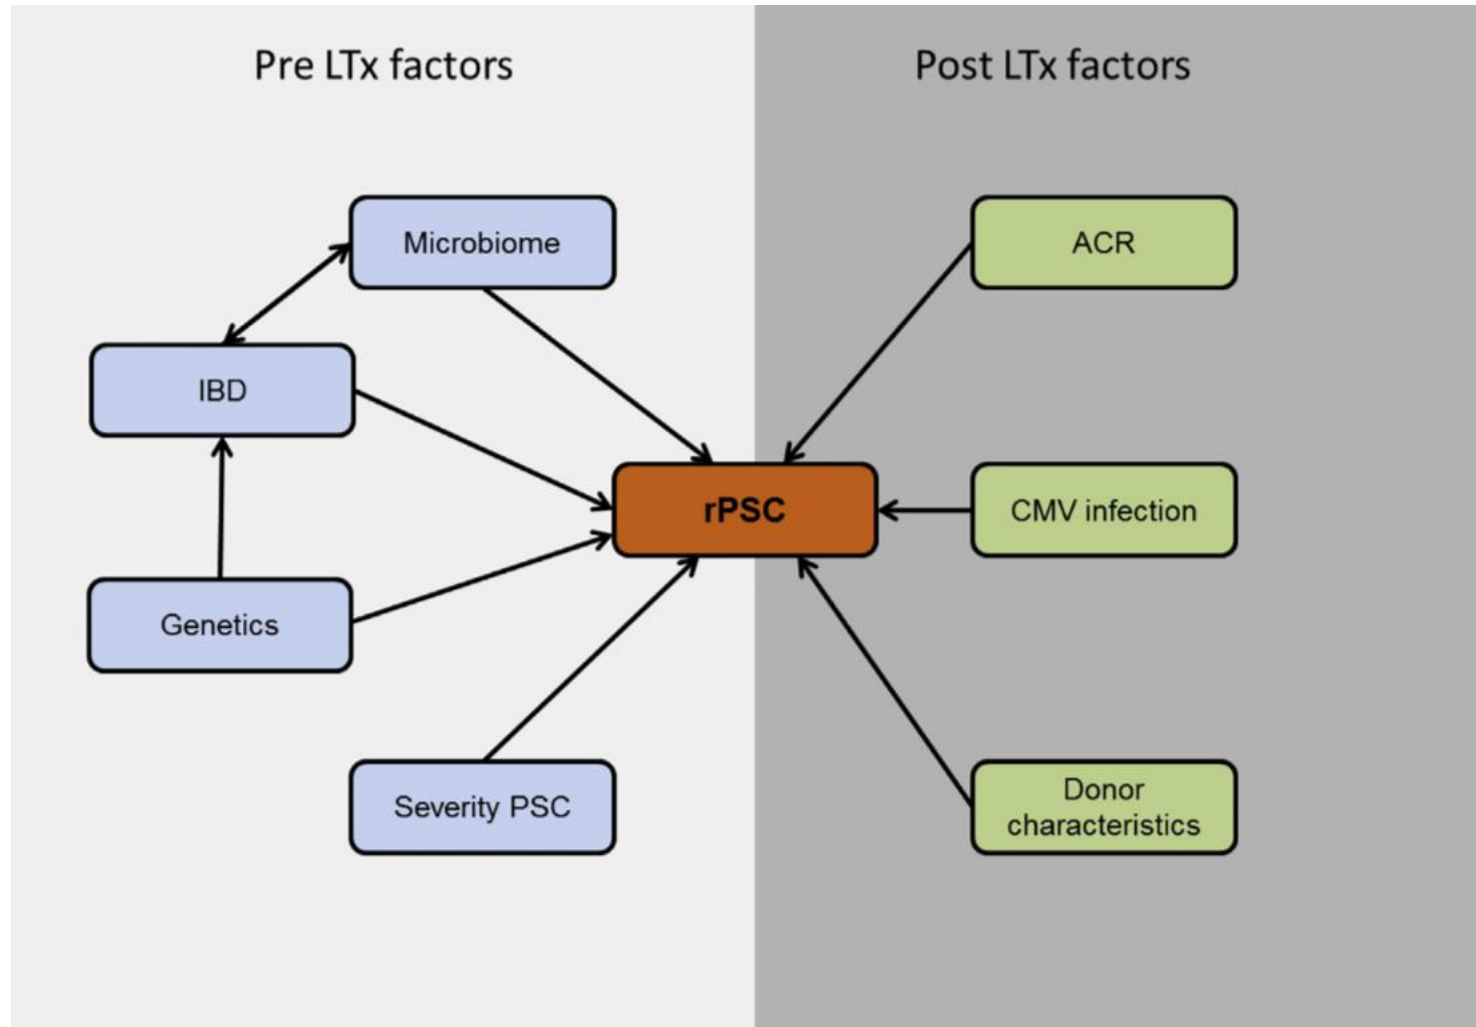 Pre LTx factors
Post LTx factors
Microbiome
ACR
IBD
rPSC
CMV infection
Genetics
Severity PSC
Donor
characteristics